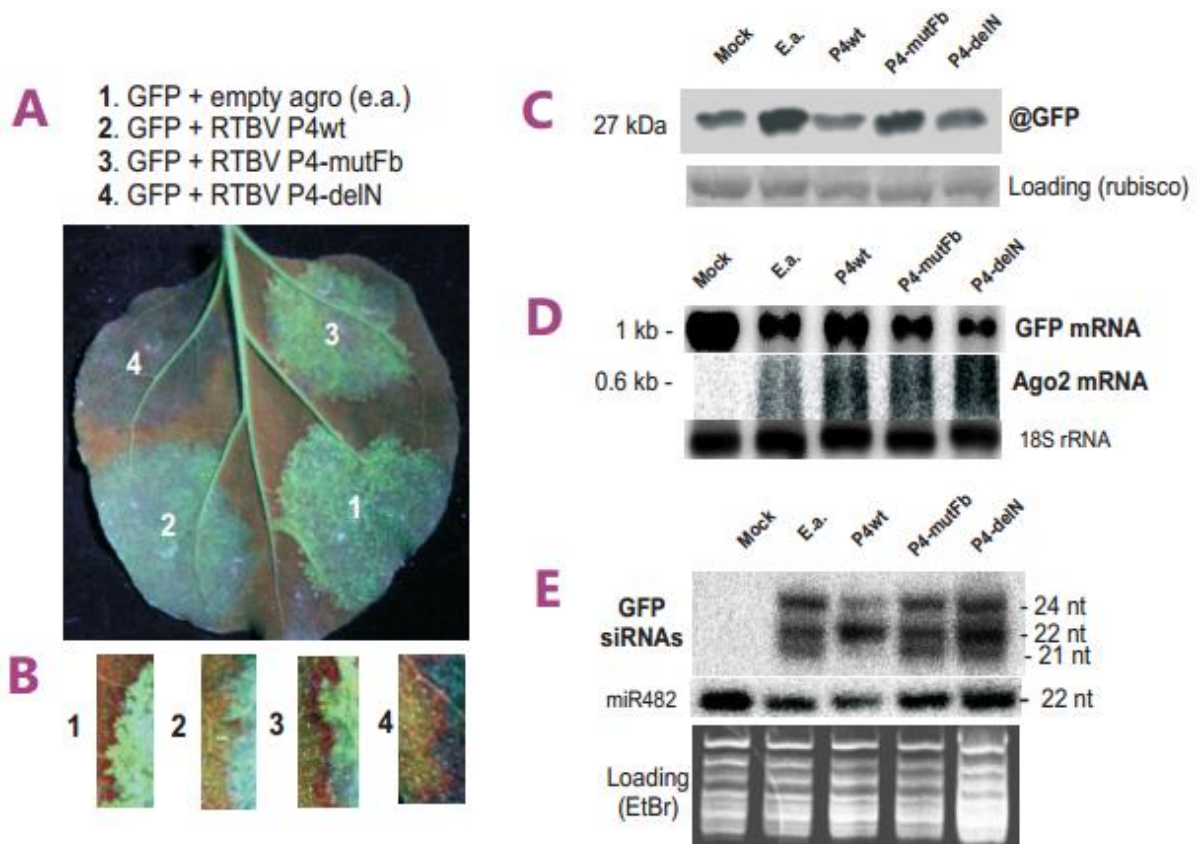 A
1. GFP + empty agro (e.a.)
2. GFP + RTBV P4wt
3. GFP + RTBV P4-mutFb
4. GFP + RTBV P4-delN
3
4
1
2
B
1
2
3
4
C
Mock
E.a.
P4wt
P4-mutFb
P4-delN
27 kDa
@GFP
Loading (rubisco)
D
Mock
E.a.
P4wt
P4-mutFb
P4-delN
1 kb -
GFP mRNA
0.6 kb -
Ago2 mRNA
18S rRNA
E
Mock
E.a.
P4wt
P4-mutFb
P4-delN
GFP
siRNAs
- 24 nt
- 22 nt
- 21 nt
miR482
- 22 nt
Loading
(EtBr)